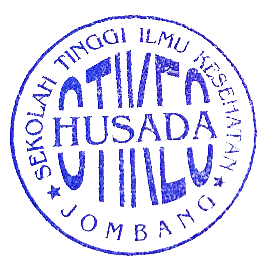 SEKOLAH TINGGI ILMU KESEHATAN
STIKES
HUSADA
JOMBANG